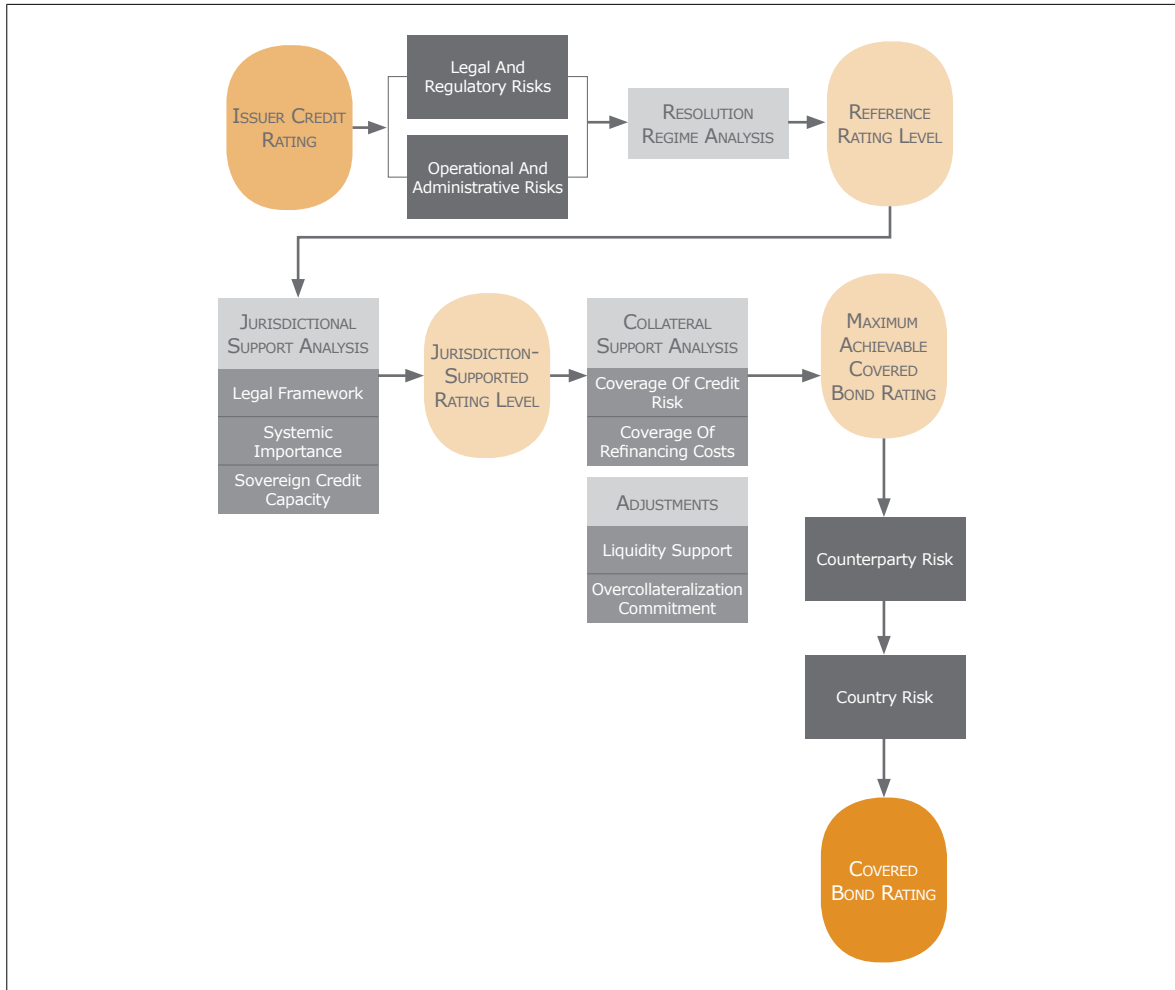 Issuer Credit
Rating
Legal And
Regulatory Risks
Operational And
Administrative Risks
Resolution
Regime Analysis
Reference
Rating Level
Jurisdictional
Support Analysis
Legal Framework
Systemic
Importance
Sovereign Credit
Capacity
Jurisdiction-
Supported
Rating Level
Collateral
Support Analysis
Coverage Of Credit
Risk
Coverage Of
Refinancing Costs
Adjustments
Liquidity Support
Overcollateralization
Commitment
Maximum
Achievable
Covered
Bond Rating
Counterparty Risk
Country Risk
Covered
Bond Rating